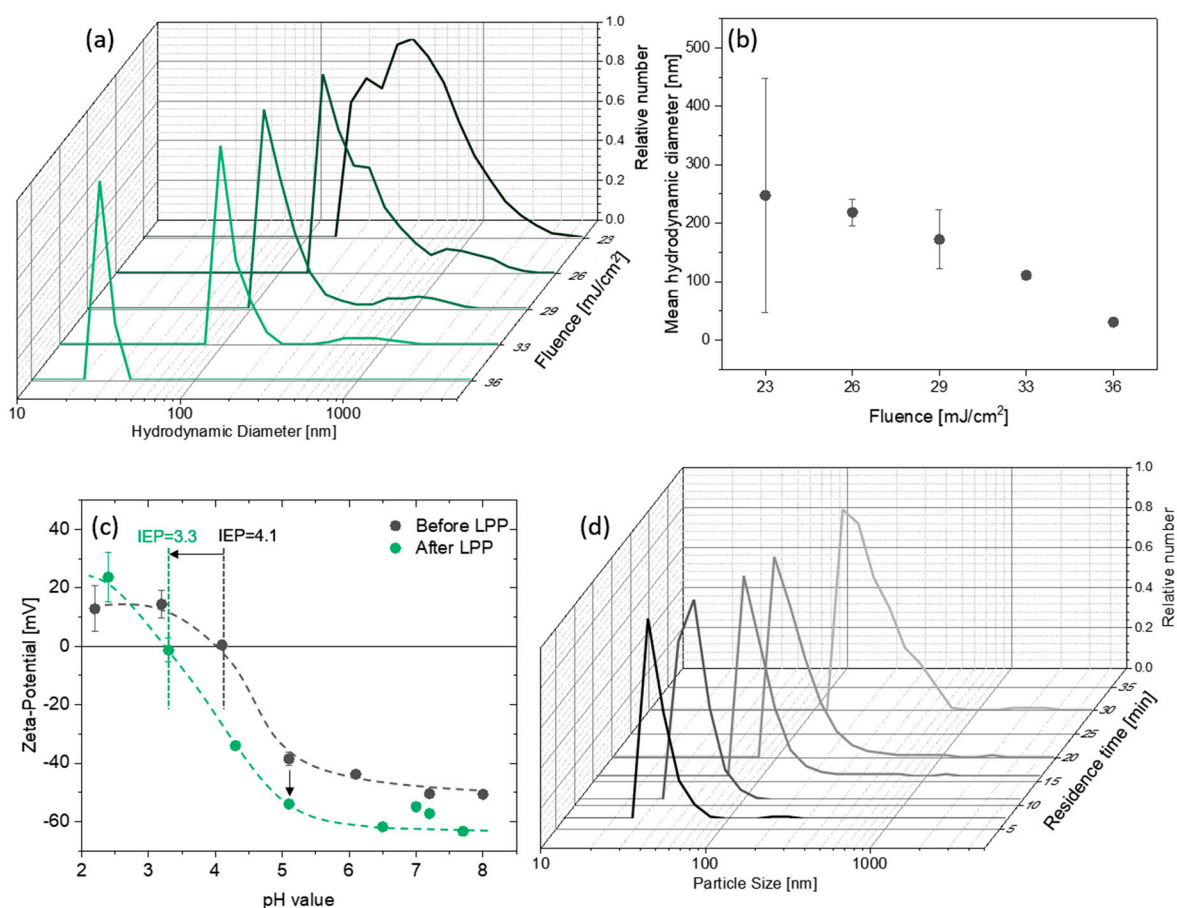 (a)
1.0
0.8
0.6
0.4
0.2
0.0
Relative number
23
26
29
33
36
Fluence [mJ/cm²]
10 100 1000
Hydrodynamic Diameter [nm]
(b)
500
400
300
200
100
0
Mean hydrodynamic diameter [nm]
23 26 29 33 36
Fluence [mJ/cm²]
(c)
IEP=3.3 IEP=4.1
Before LPP
After LPP
40
20
0
-20
-40
-60
Zeta-Potential [mV]
2 3 4 5 6 7 8
pH value
(d)
1.0
0.8
0.6
0.4
0.2
0.0
Relative number
35
30
25
20
15
10
5
Residence time [min]
10 100 1000
Particle Size [nm]